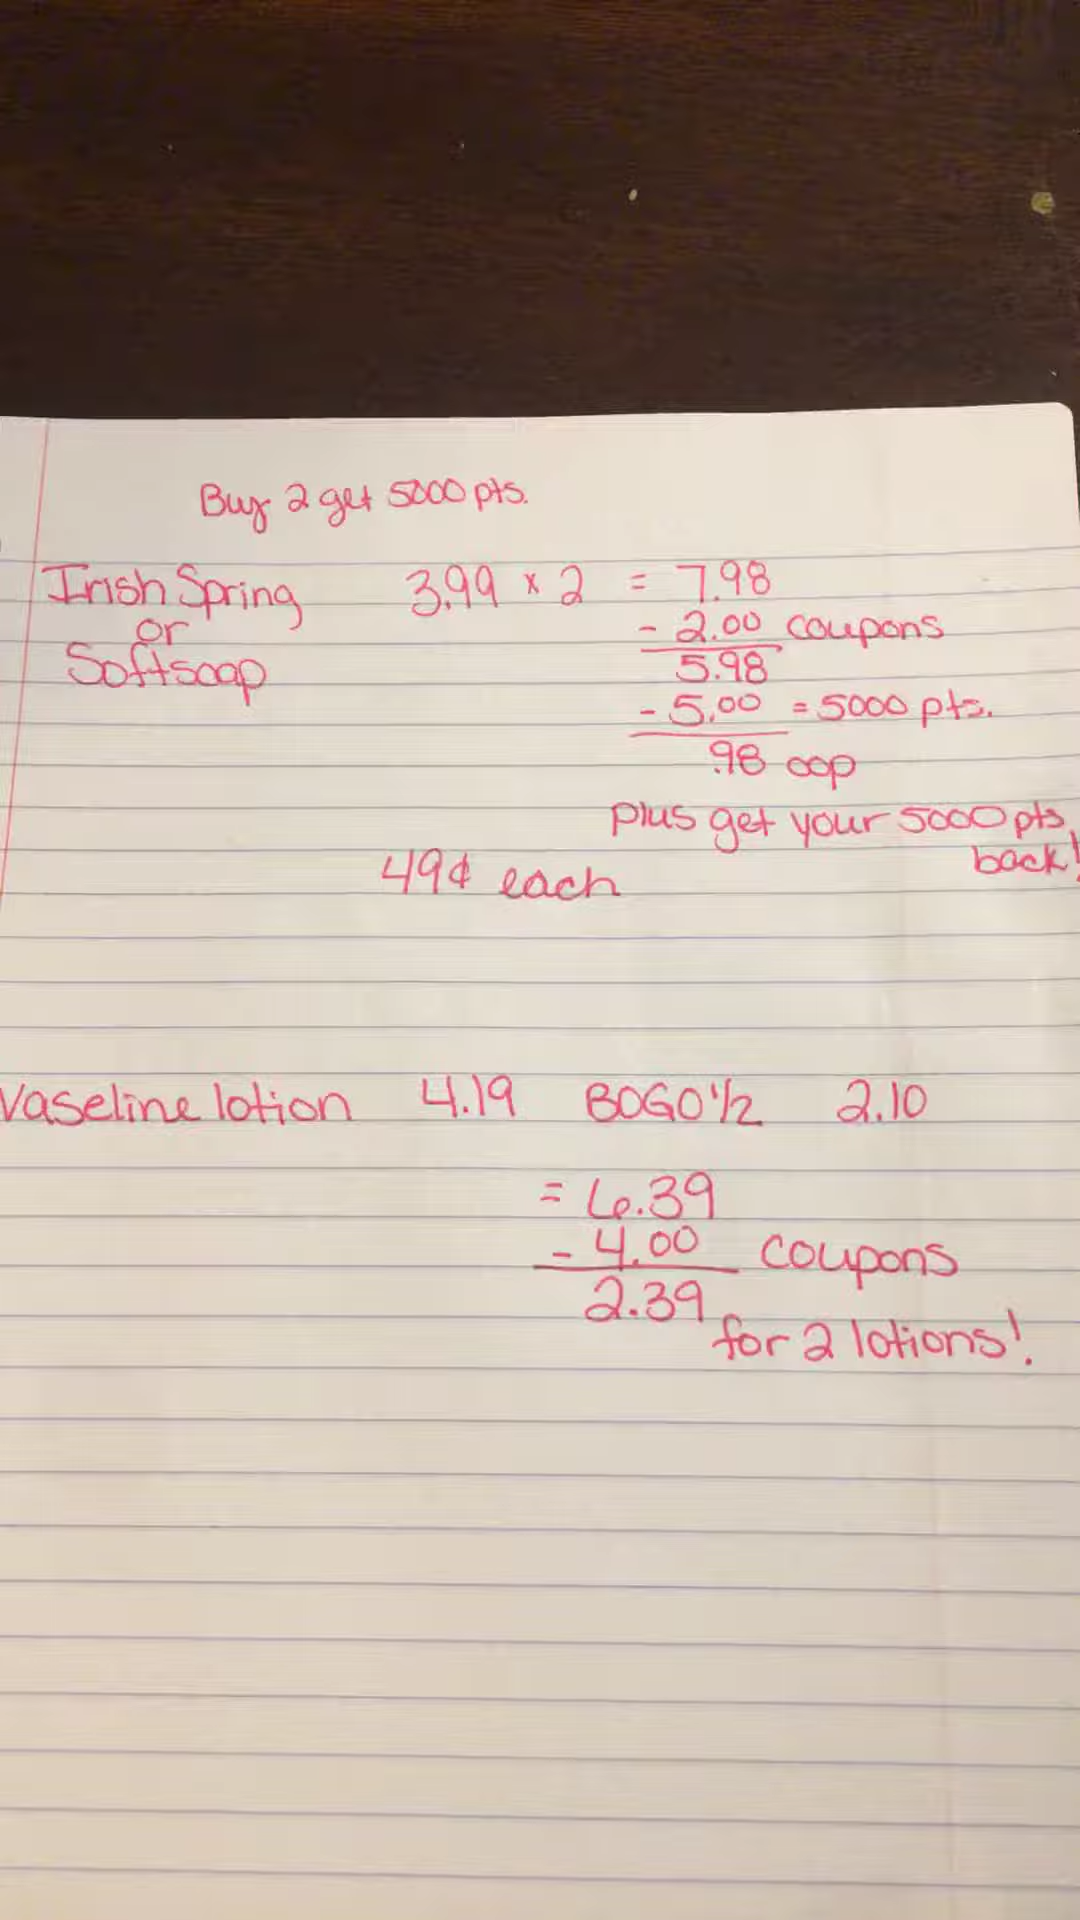 Buy 2 get 5000 pts.
Irish Spring 3.99 x 2 = 7.98
or - 2.00 coupons
Softsoap 5.98
- 5.00 = 5000 pts.
.98 oop
plus get your 5000 pts
back!
49¢ each
Vaseline lotion 4.19 BOGO 1/2 2.10
= 6.39
- 4.00 coupons
2.39
for 2 lotions!